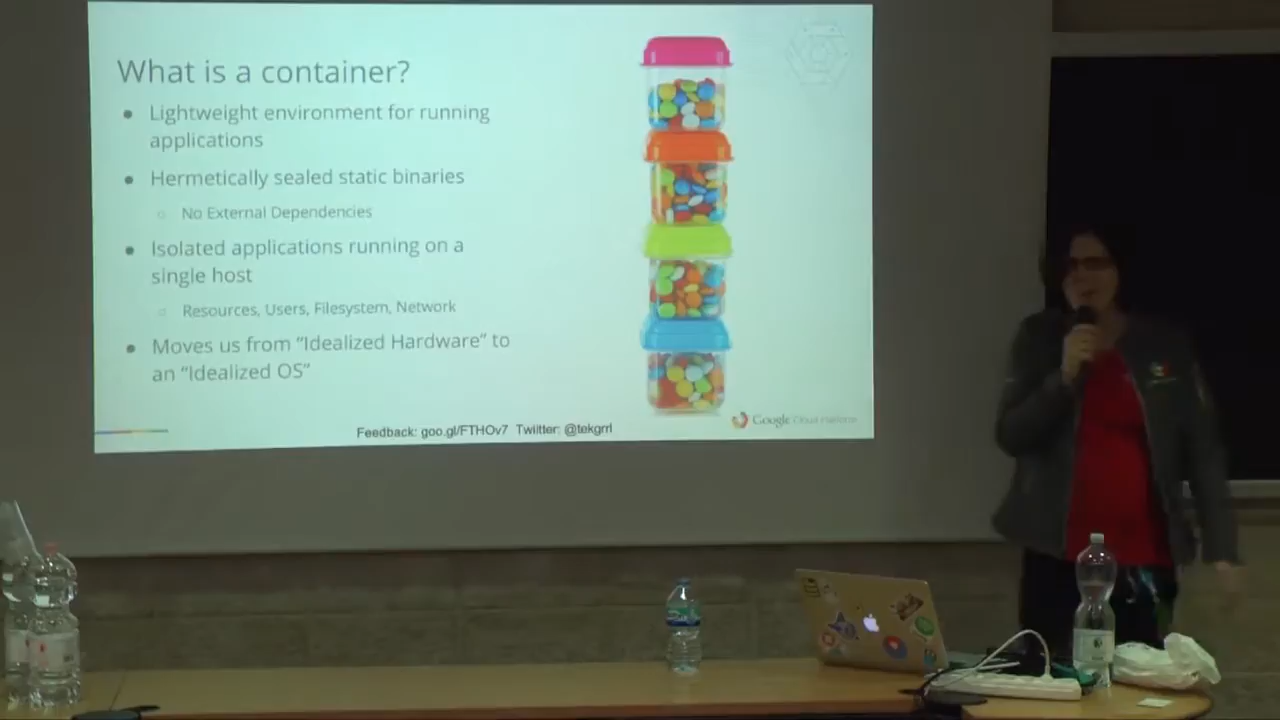 What is a container?
● Lightweight environment for running
applications
● Hermetically sealed static binaries
○ No External Dependencies
● Isolated applications running on a
single host
○ Resources, Users, Filesystem, Network
● Moves us from “Idealized Hardware” to
an “Idealized OS”
Feedback: goo.gl/FTHOv7 Twiitter: @tekgrrl
Google Cloud Platform